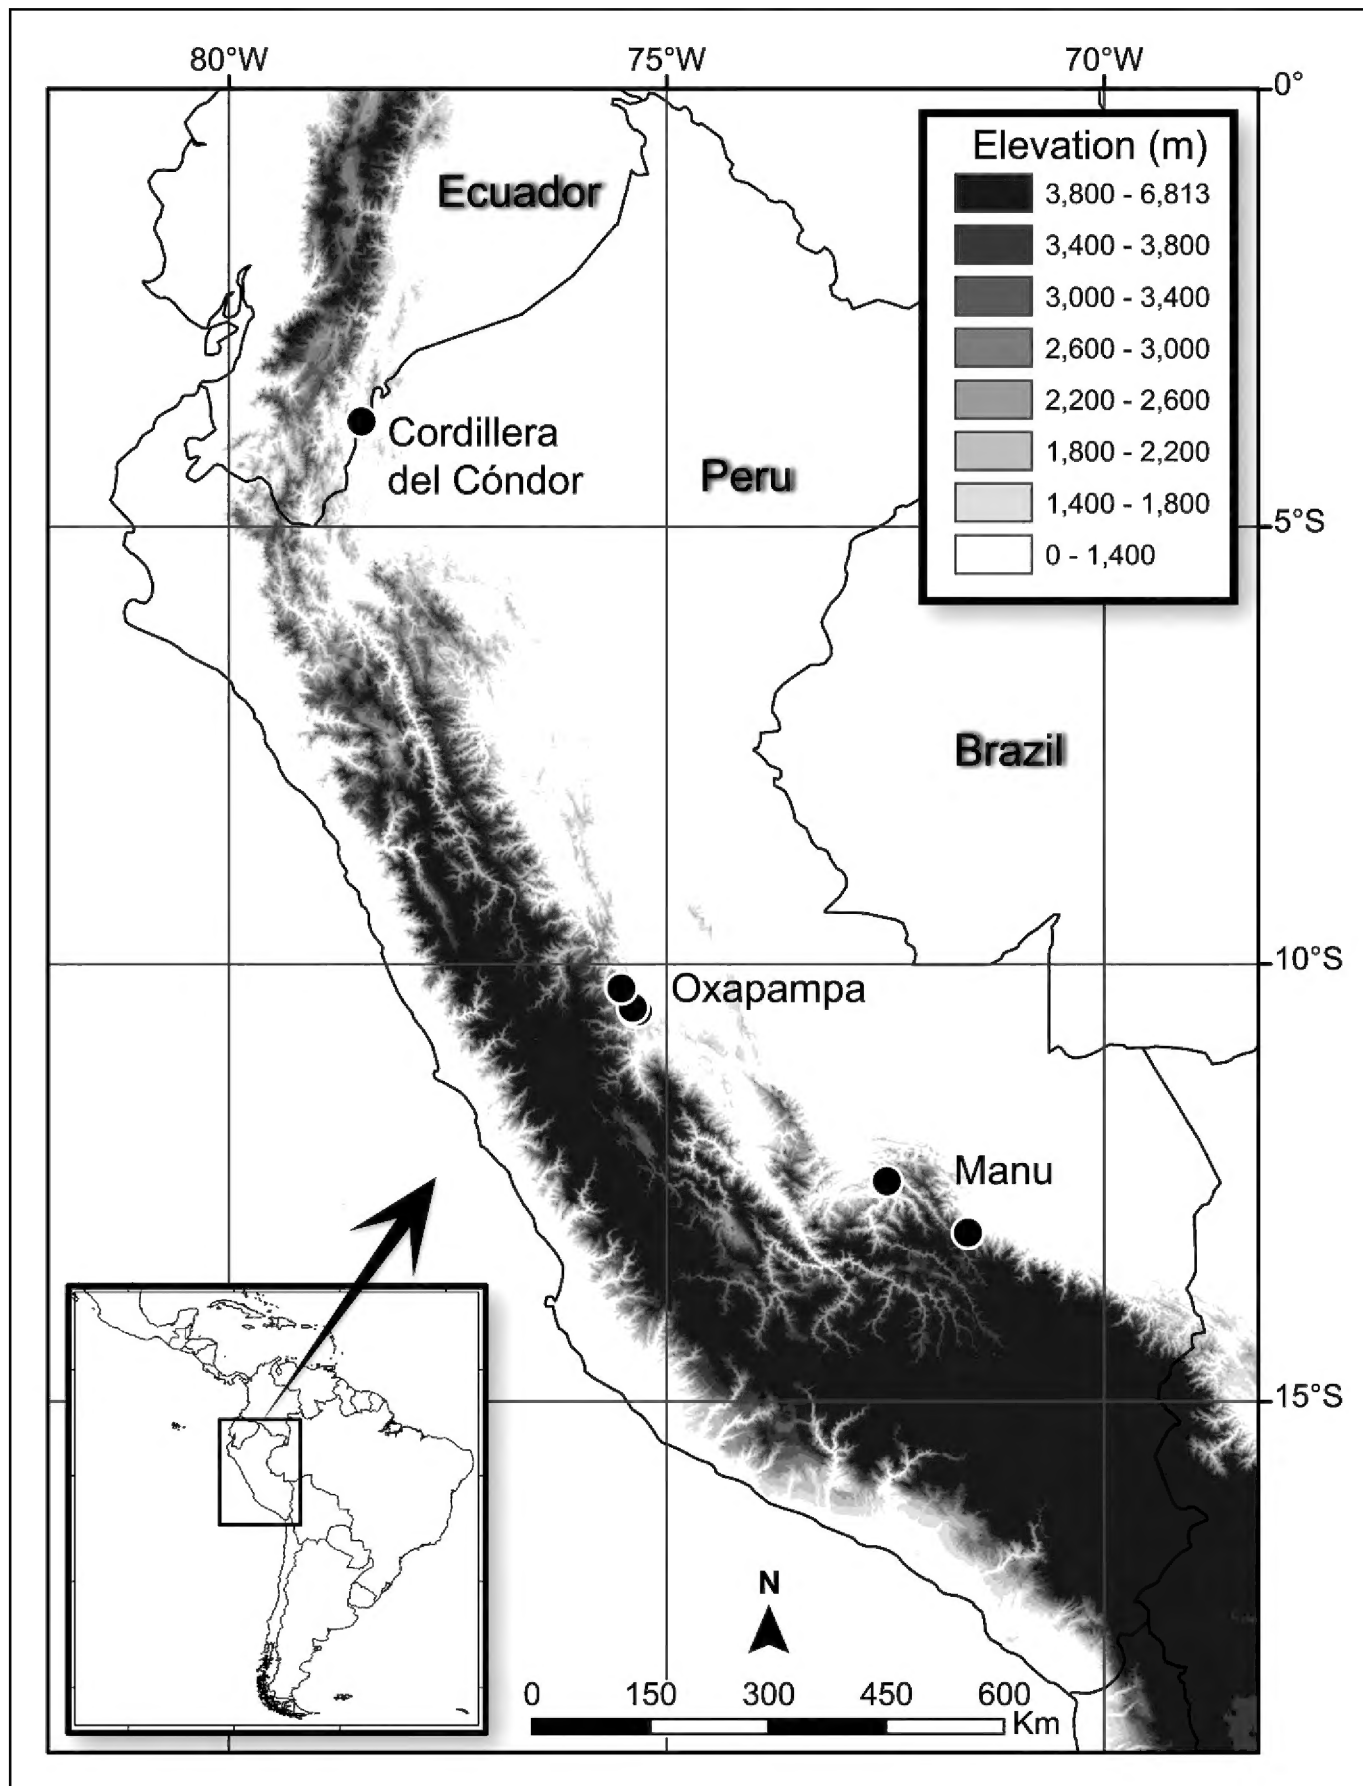 80°W 75°W 70°W
0°
Elevation (m)
3,800 - 6,813
3,400 - 3,800
3,000 - 3,400
2,600 - 3,000
2,200 - 2,600
1,800 - 2,200
1,400 - 1,800
0 - 1,400
Ecuador
Cordillera
del Cóndor
Peru
5°S
Brazil
10°S
Oxapampa
Manu
15°S
N
0 150 300 450 600
Km